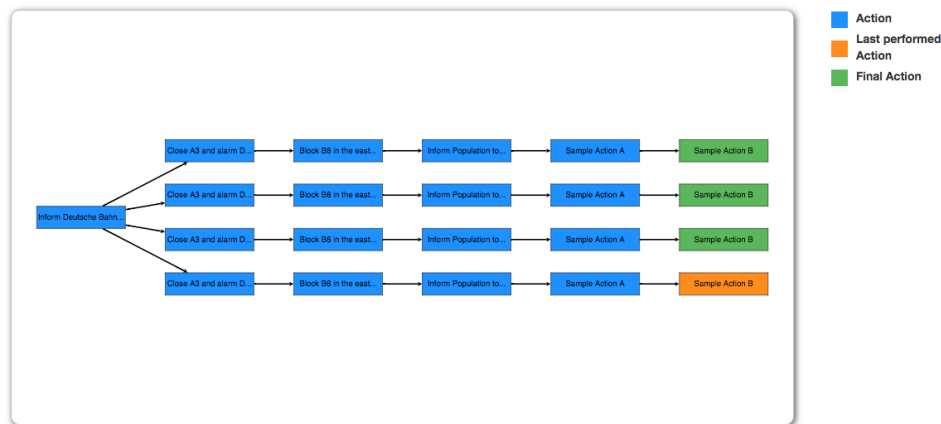 Action
Last performed
Action
Final Action
Close A3 and alarm D...
Block B8 in the east...
Inform Population to...
Sample Action A
Sample Action B
Close A3 and alarm D...
Block B8 in the east...
Inform Population to...
Sample Action A
Sample Action B
Inform Deutsche Bahn...
Close A3 and alarm D...
Block B8 in the east...
Inform Population to...
Sample Action A
Sample Action B
Close A3 and alarm D...
Block B8 in the east...
Inform Population to...
Sample Action A
Sample Action B